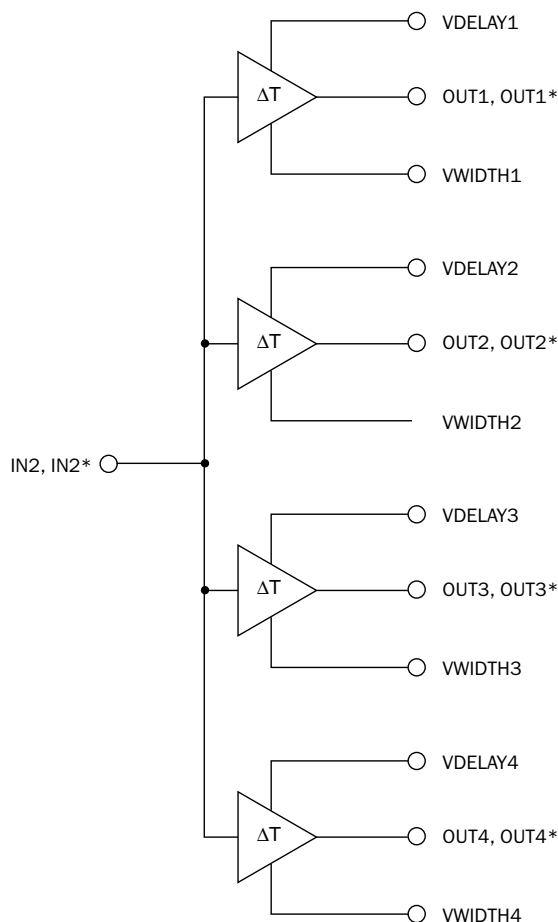 VDELAY1
ΔT
OUT1, OUT1*
VWIDTH1
VDELAY2
ΔT
OUT2, OUT2*
VWIDTH2
IN2, IN2*
VDELAY3
ΔT
OUT3, OUT3*
VWIDTH3
VDELAY4
ΔT
OUT4, OUT4*
VWIDTH4